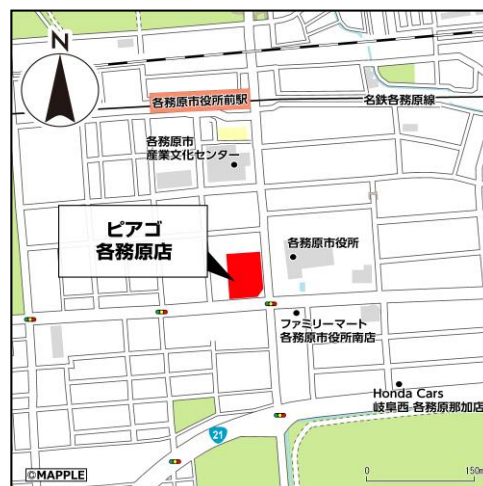 N
各務原市役所前駅
名鉄各務原線
各務原市
産業文化センター
ピアゴ
各務原店
各務原市役所
ファミリーマート
各務原市役所南店
Honda Cars
岐阜西 各務原那加店
21
©MAPPLE
0 150m